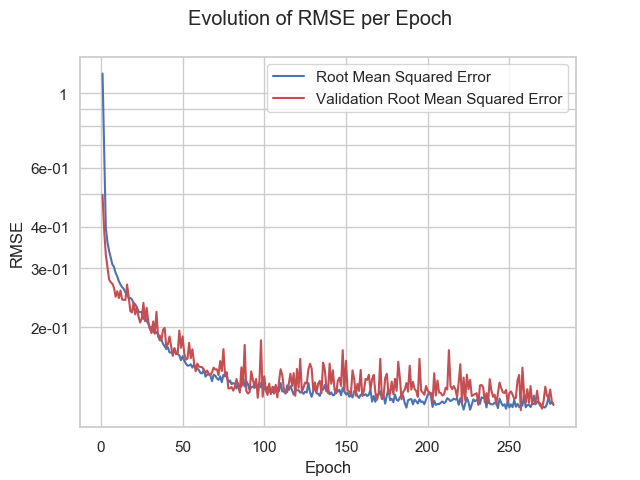 Evolution of RMSE per Epoch
Root Mean Squared Error
Validation Root Mean Squared Error
1
6e-01
4e-01
3e-01
2e-01
RMSE
0 50 100 150 200 250
Epoch